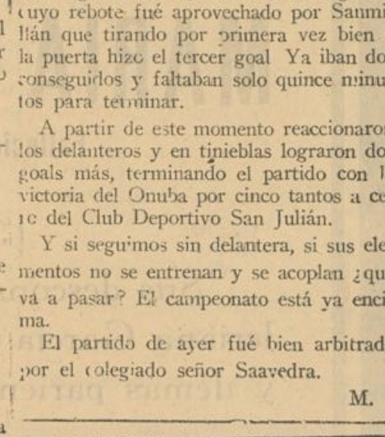 cuyo rebote fué aprovechado por Sanmi
llán que tirando por primera vez bien
la puerta hizo el tercer goal Ya iban do
conseguidos y faltaban solo quince minu
tos para terminar.
A partir de este momento reaccionaro
los delanteros y en tinieblas lograron do
goals más, terminando el partido con l
victoria del Onuba por cinco tantos a ce
ro del Club Deportivo San Julián.
Y si seguimos sin delantera, si sus ele
mentos no se entrenan y se acoplan ¿qu
va a pasar? El campeonato está ya enci
ma.
El partido de ayer fué bien arbitrad
por el colegiado señor Saavedra.
M.